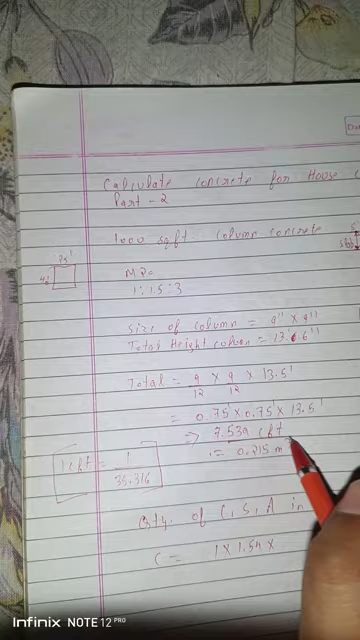 Calculate concrete for House
Part - 2
1000 sqft column concrete
M20
1:1.5:3
Size of column = 9" x 9"
Total Height column = 13' 6"
Total = 9/12 x 9/12 x 13.5'
= 0.75 x 0.75' x 13.5'
=> 7.539 cft
= 0.215 m
1 cft = 1/35.316
Qty. of C, S, A in
C = 1 x 1.54 x
Infinix NOTE 12 PRO